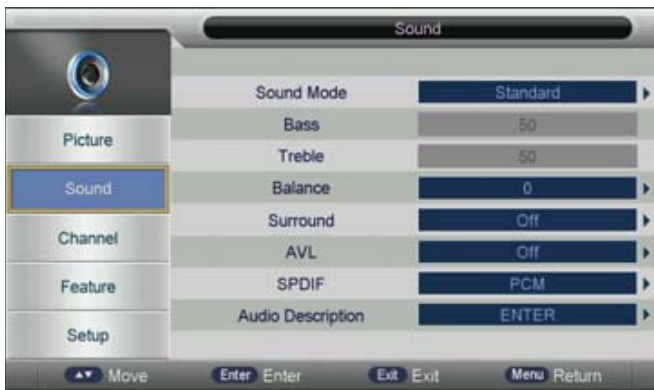 Sound
Sound Mode Standard
Bass 50
Treble 50
Balance 0
Surround Off
AVL Off
SPDIF PCM
Audio Description ENTER
Picture
Sound
Channel
Feature
Setup
Move Enter Enter Exit Exit Menu Return